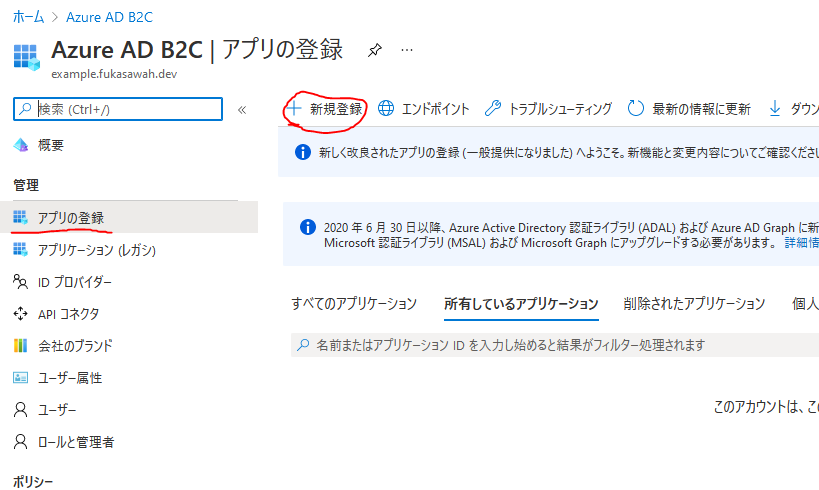 ホーム > Azure AD B2C
Azure AD B2C | アプリの登録
example.fukasawah.dev
検索 (Ctrl+/)
新規登録 エンドポイント トラブルシューティング 最新の情報に更新 ダウン
概要
新しく改良されたアプリの登録 (一般提供になりました) へようこそ。新機能と変更内容についてご確認くださ
管理
アプリの登録
2020 年 6 月 30 日以降、Azure Active Directory 認証ライブラリ (ADAL) および Azure AD Graph に新
Microsoft 認証ライブラリ (MSAL) および Microsoft Graph にアップグレードする必要があります。 詳細情
アプリケーション (レガシ)
ID プロバイダー
すべてのアプリケーション 所有しているアプリケーション 削除されたアプリケーション 個人
API コネクタ
会社のブランド
名前またはアプリケーション ID を入力し始めると結果がフィルター処理されます
ユーザー属性
ユーザー
このアカウントは、こ
ロールと管理者
ポリシー